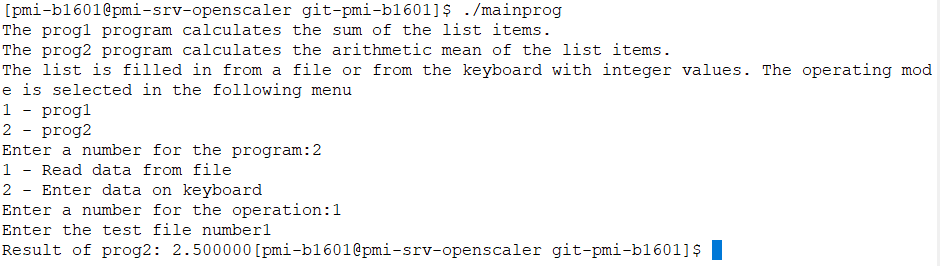 [pmi-b1601@pmi-srv-openscaler git-pmi-b1601]$ ./mainprog
The prog1 program calculates the sum of the list items.
The prog2 program calculates the arithmetic mean of the list items.
The list is filled in from a file or from the keyboard with integer values. The operating mod
e is selected in the following menu
1 - prog1
2 - prog2
Enter a number for the program:2
1 - Read data from file
2 - Enter data on keyboard
Enter a number for the operation:1
Enter the test file number1
Result of prog2: 2.500000[pmi-b1601@pmi-srv-openscaler git-pmi-b1601]$